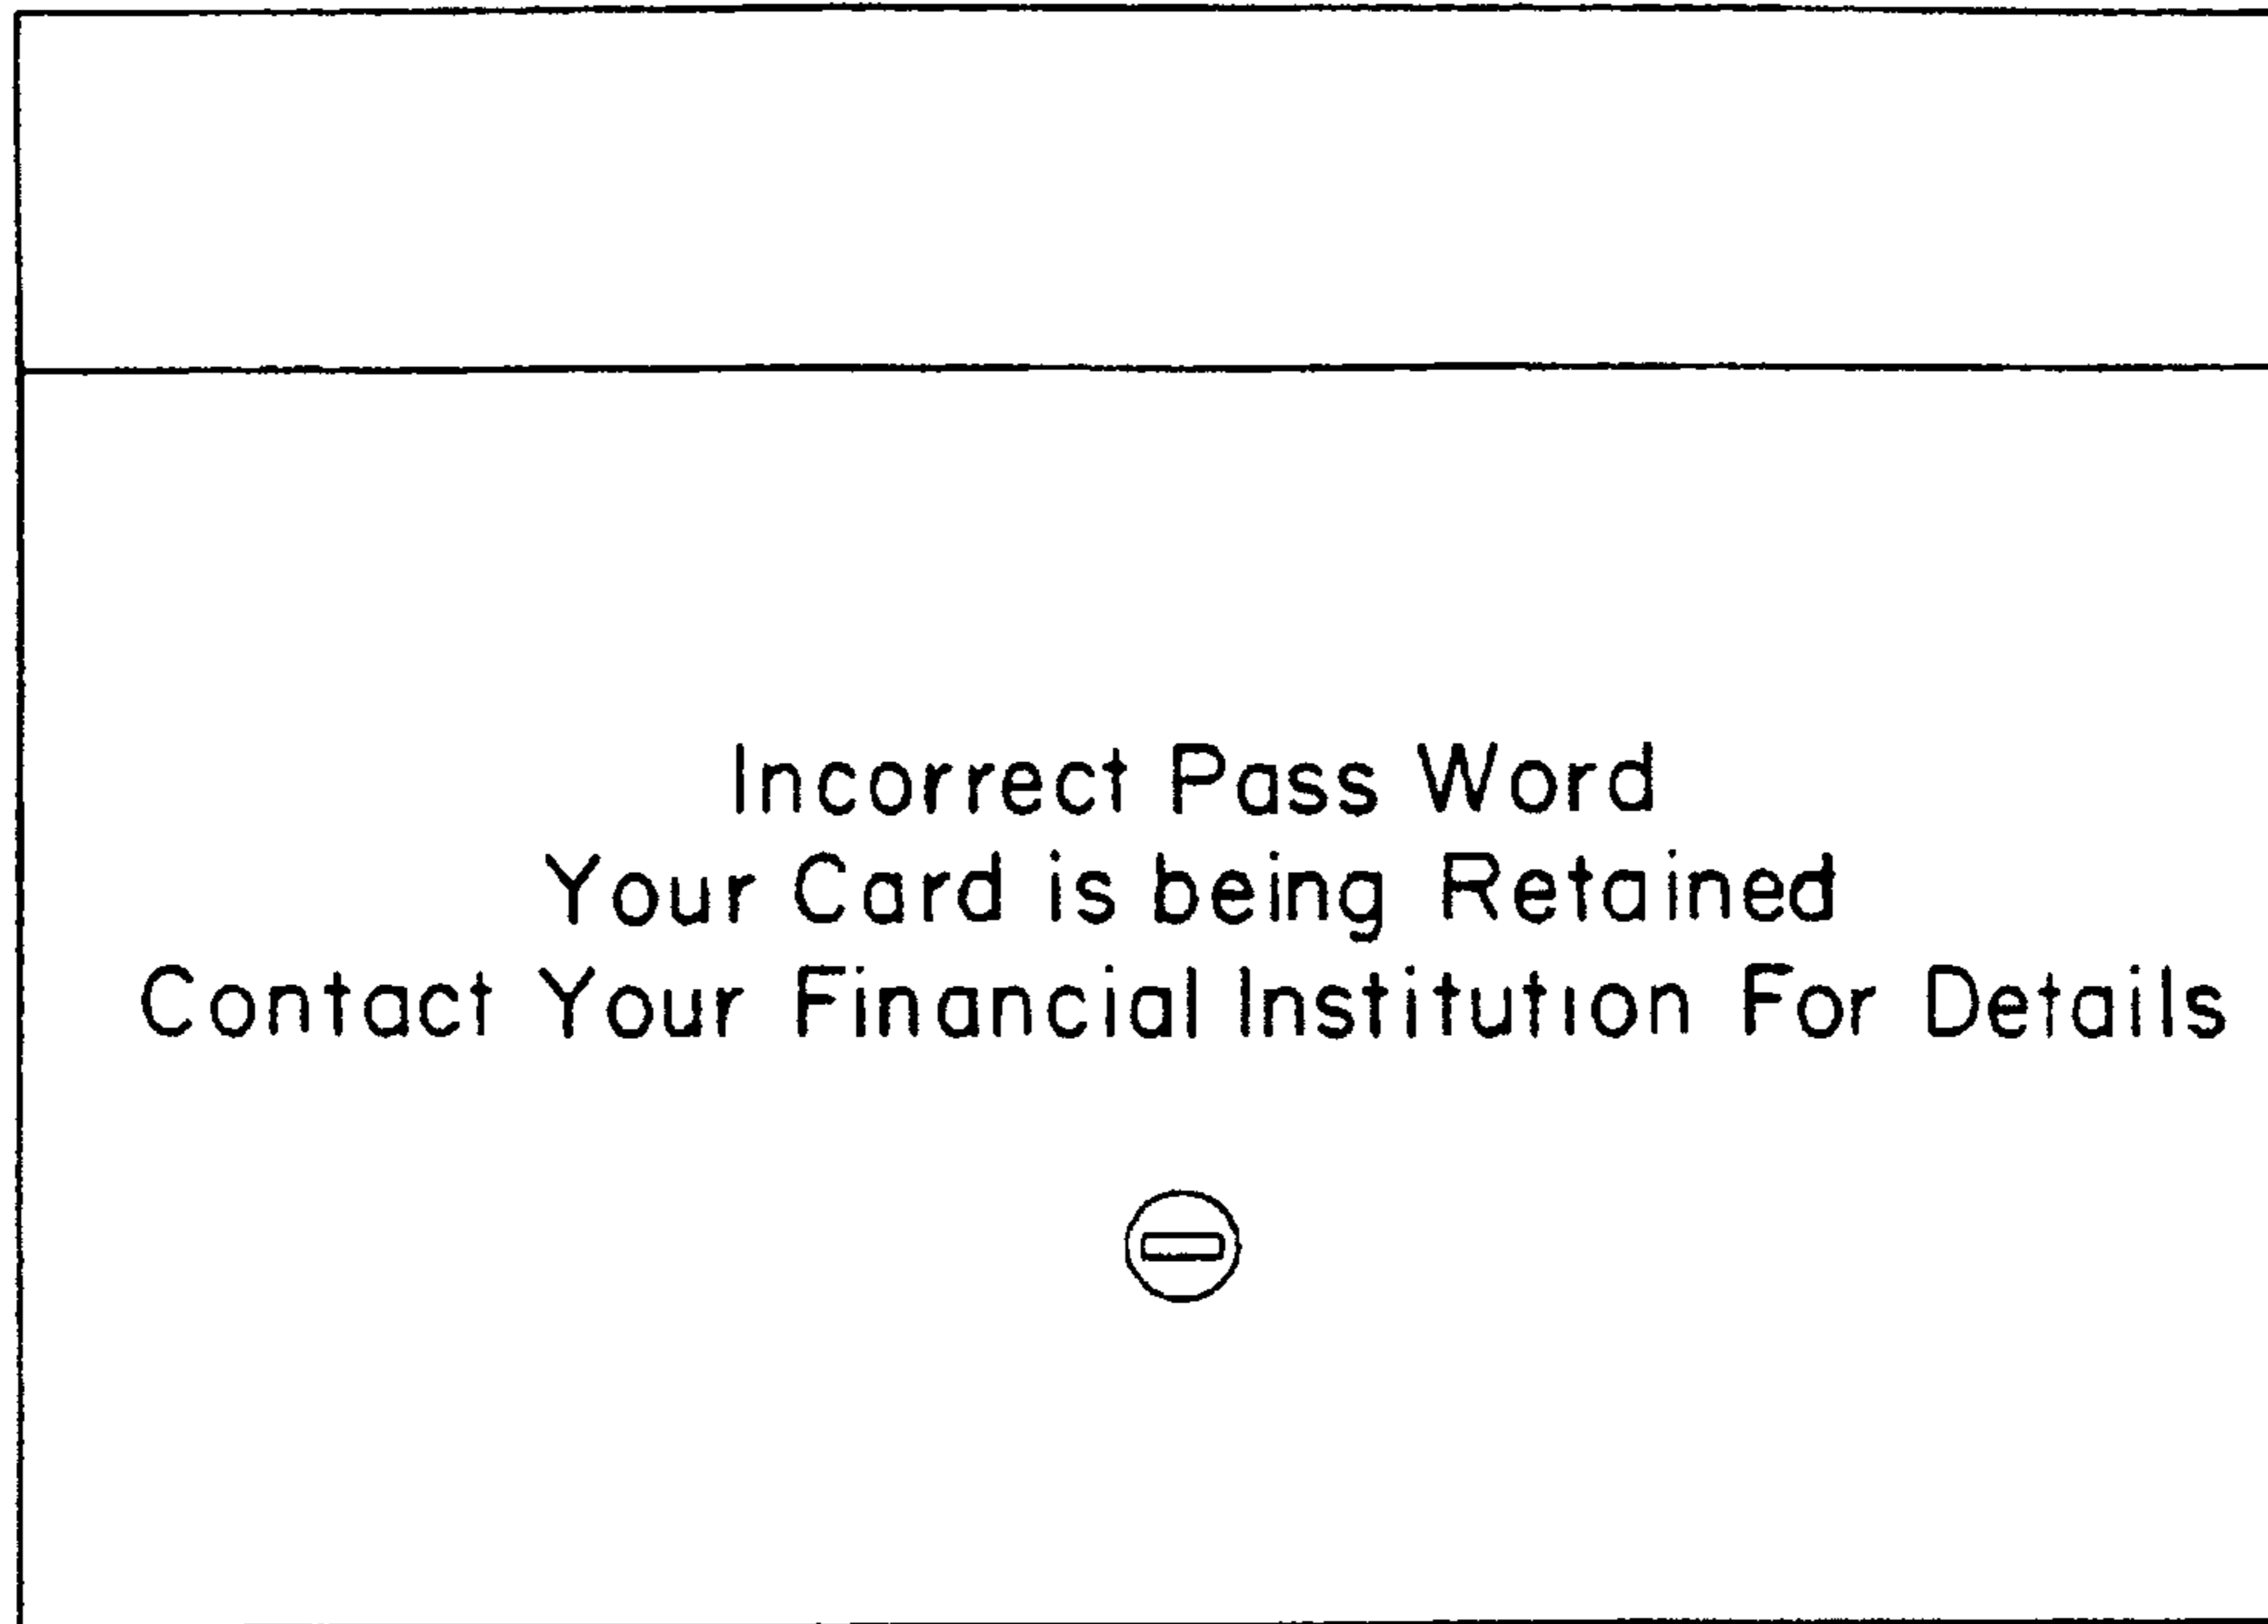 Incorrect Pass Word
Your Card is being Retained
Contact Your Financial Institution For Details